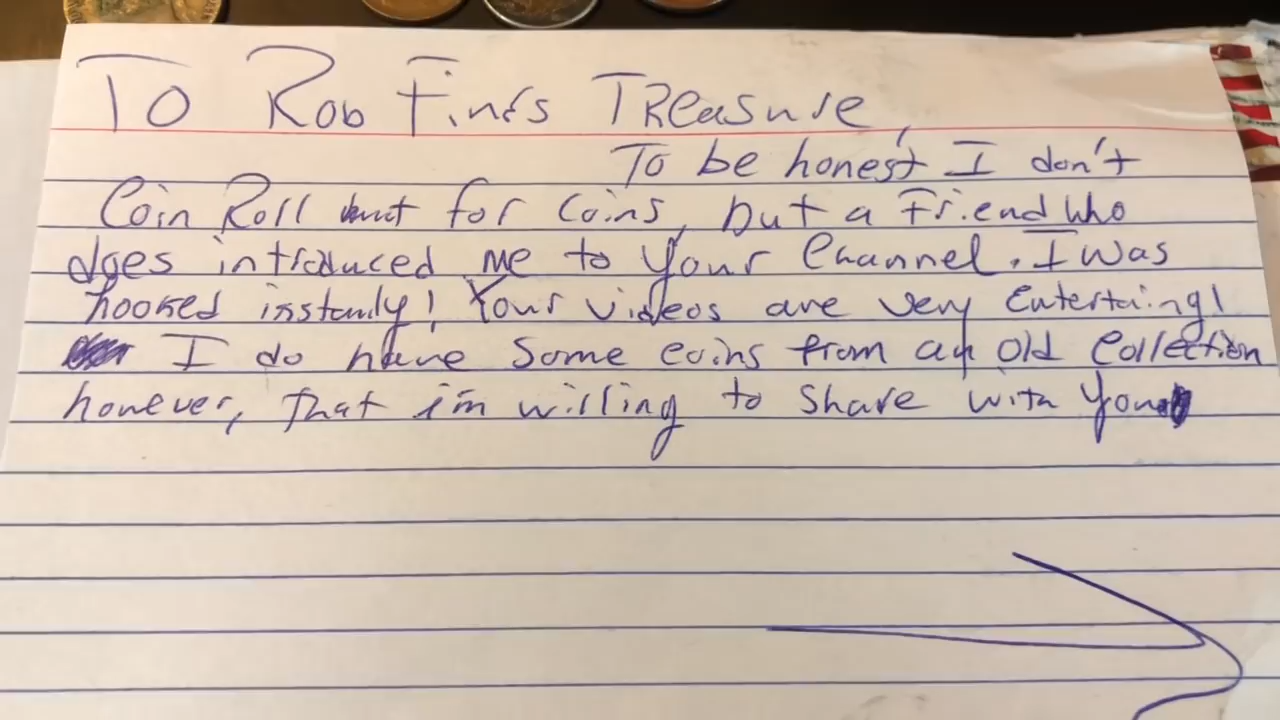 To Rob Finds Treasure,
To be honest I don't
Coin Roll hunt for Coins, but a Friend who
does introduced me to Your Channel. I was
hooked instanly! Your videos are very Entertaing!
I do have Some coins from an Old Collection
however, That i'm willing to Share with You